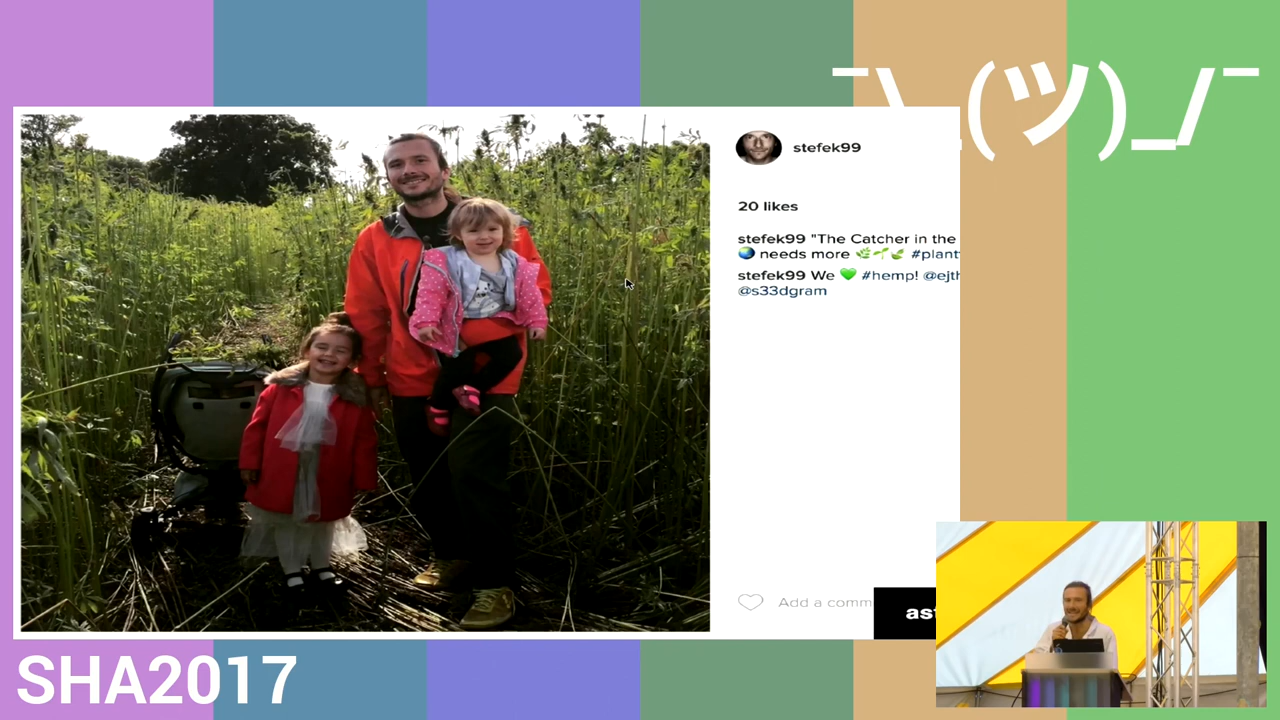 ¯\_(ツ)_/¯
stefek99
20 likes
stefek99 "The Catcher in the
🌏 needs more 🌿🌱🍃 #plant
stefek99 We 💚 #hemp! @ejth
@s33dgram
Add a comm
SHA2017